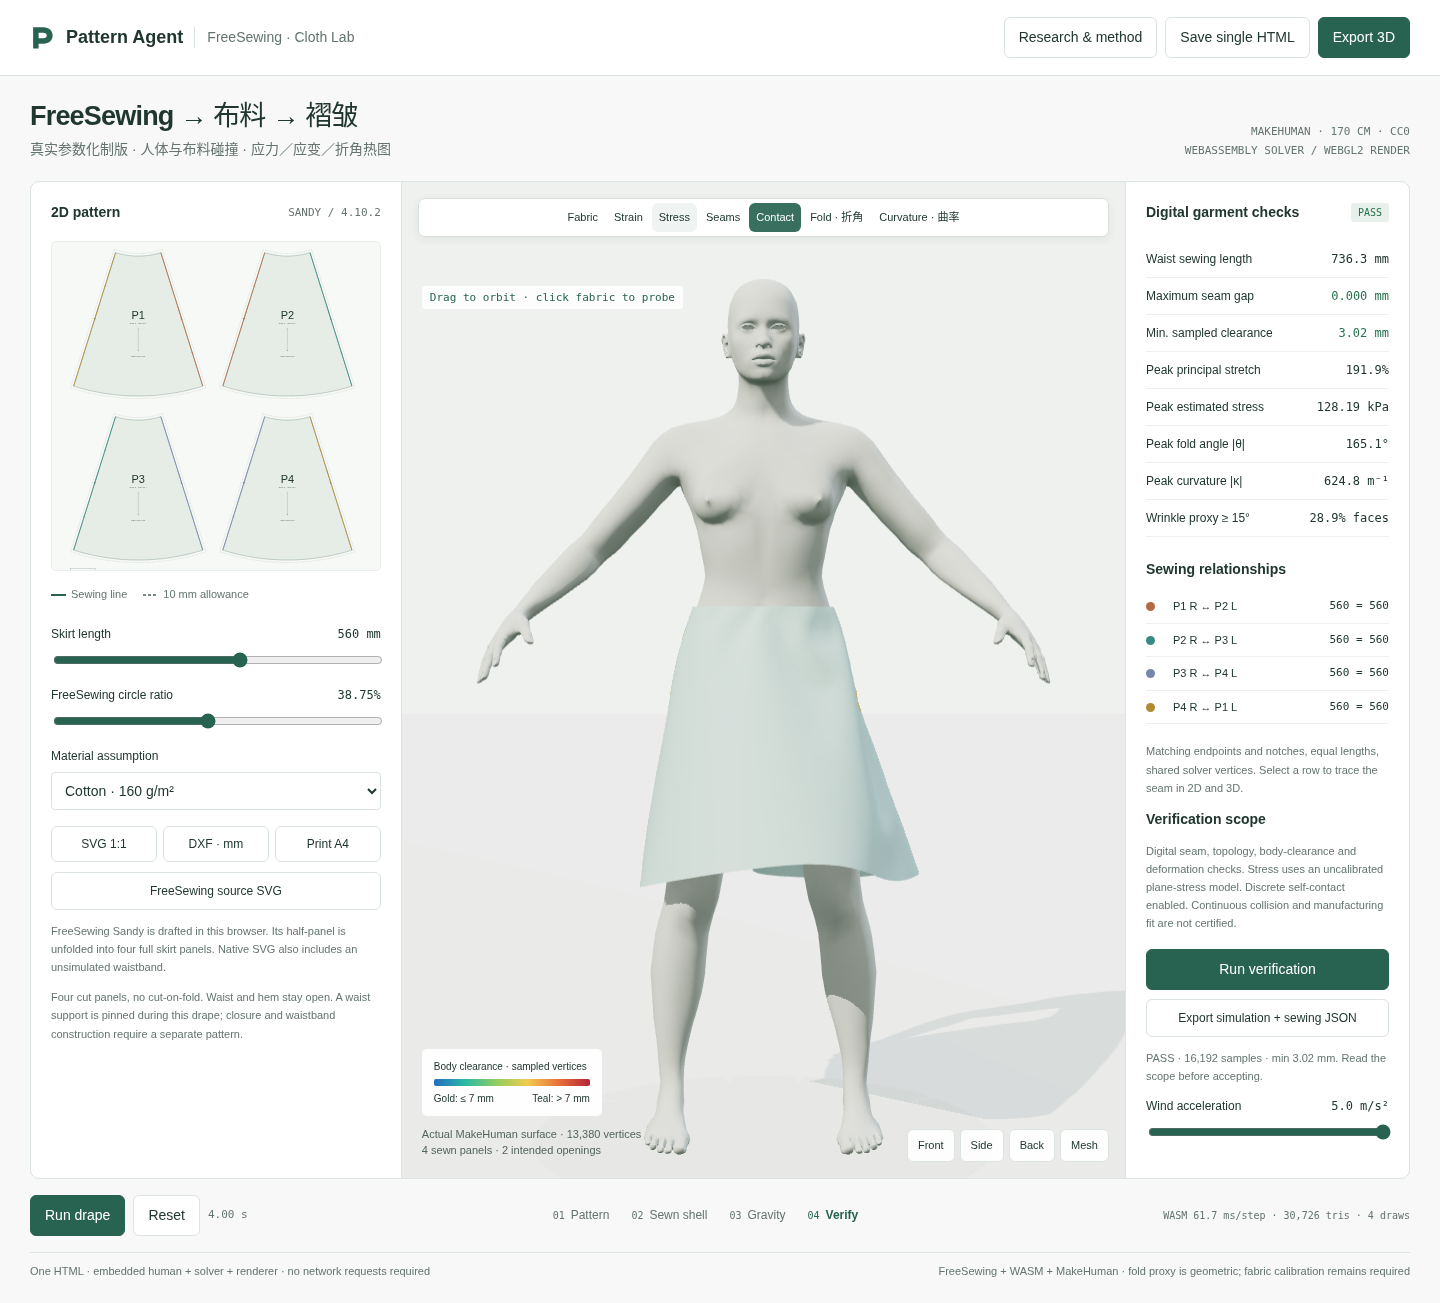 Pattern Agent
FreeSewing · Cloth Lab
Research & method
Save single HTML
Export 3D
FreeSewing → 布料 → 褶皱
真实参数化制版 · 人体与布料碰撞 · 应力／应变／折角热图
MAKEHUMAN · 170 CM · CC0
WEBASSEMBLY SOLVER / WEBGL2 RENDER
2D pattern
SANDY / 4.10.2
P1
P2
P3
P4
Sewing line
10 mm allowance
Skirt length
560 mm
FreeSewing circle ratio
38.75%
Material assumption
Cotton · 160 g/m²
SVG 1:1
DXF · mm
Print A4
FreeSewing source SVG
FreeSewing Sandy is drafted in this browser. Its half-panel is
unfolded into four full skirt panels. Native SVG also includes an
unsimulated waistband.
Four cut panels, no cut-on-fold. Waist and hem stay open. A waist
support is pinned during this drape; closure and waistband
construction require a separate pattern.
Fabric
Strain
Stress
Seams
Contact
Fold · 折角
Curvature · 曲率
Drag to orbit · click fabric to probe
Body clearance · sampled vertices
Gold: ≤ 7 mm
Teal: > 7 mm
Actual MakeHuman surface · 13,380 vertices
4 sewn panels · 2 intended openings
Front
Side
Back
Mesh
Digital garment checks
PASS
Waist sewing length
736.3 mm
Maximum seam gap
0.000 mm
Min. sampled clearance
3.02 mm
Peak principal stretch
191.9%
Peak estimated stress
128.19 kPa
Peak fold angle |θ|
165.1°
Peak curvature |κ|
624.8 m⁻¹
Wrinkle proxy ≥ 15°
28.9% faces
Sewing relationships
P1 R ↔ P2 L
560 = 560
P2 R ↔ P3 L
560 = 560
P3 R ↔ P4 L
560 = 560
P4 R ↔ P1 L
560 = 560
Matching endpoints and notches, equal lengths,
shared solver vertices. Select a row to trace the
seam in 2D and 3D.
Verification scope
Digital seam, topology, body-clearance and
deformation checks. Stress uses an uncalibrated
plane-stress model. Discrete self-contact
enabled. Continuous collision and manufacturing
fit are not certified.
Run verification
Export simulation + sewing JSON
PASS · 16,192 samples · min 3.02 mm. Read the
scope before accepting.
Wind acceleration
5.0 m/s²
Run drape
Reset
4.00 s
01 Pattern
02 Sewn shell
03 Gravity
04 Verify
WASM 61.7 ms/step · 30,726 tris · 4 draws
One HTML · embedded human + solver + renderer · no network requests required
FreeSewing + WASM + MakeHuman · fold proxy is geometric; fabric calibration remains required